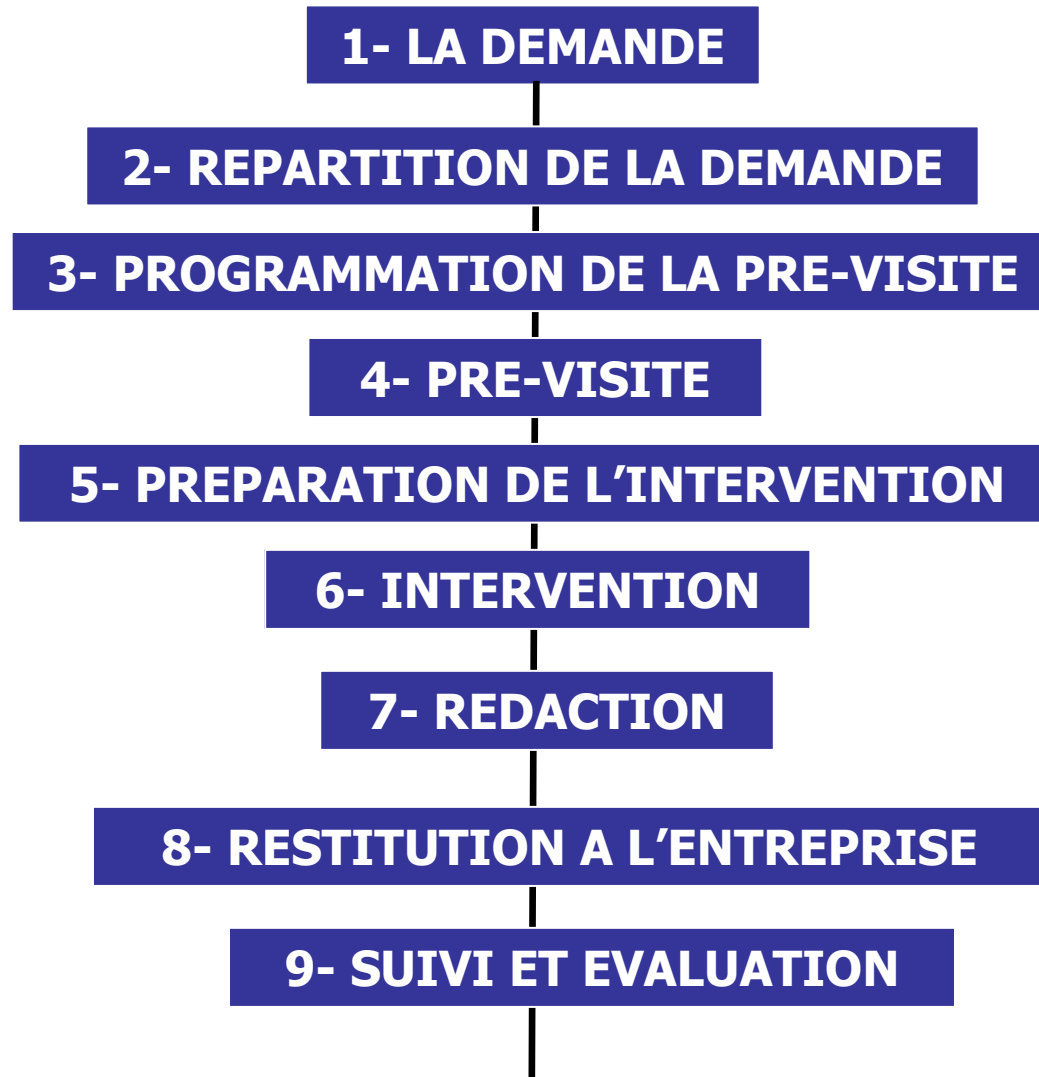 1- LA DEMANDE
2- REPARTITION DE LA DEMANDE
3- PROGRAMMATION DE LA PRE-VISITE
4- PRE-VISITE
5- PREPARATION DE L’INTERVENTION
6- INTERVENTION
7- REDACTION
8- RESTITUTION A L’ENTREPRISE
9- SUIVI ET EVALUATION